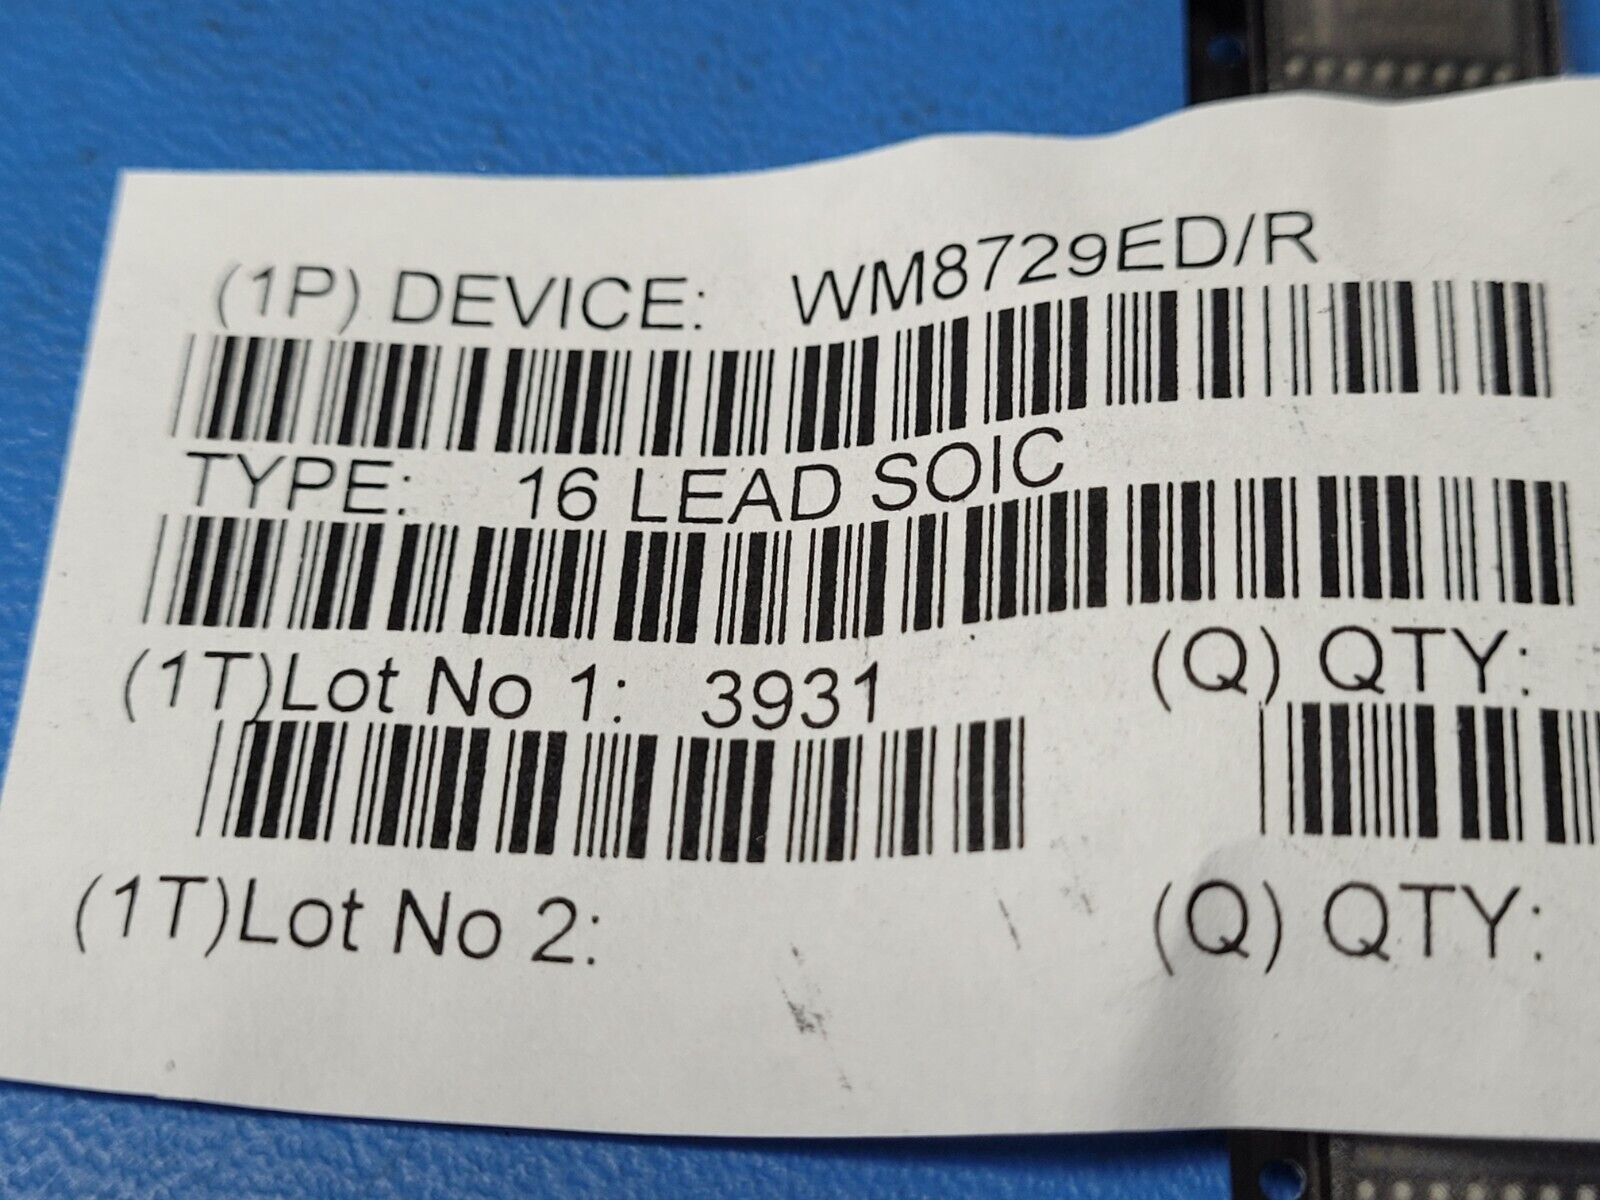 (1P) DEVICE: WM8729ED/R
TYPE: 16 LEAD SOIC
(1T)Lot No 1: 3931 (Q) QTY:
(1T)Lot No 2: (Q) QTY: